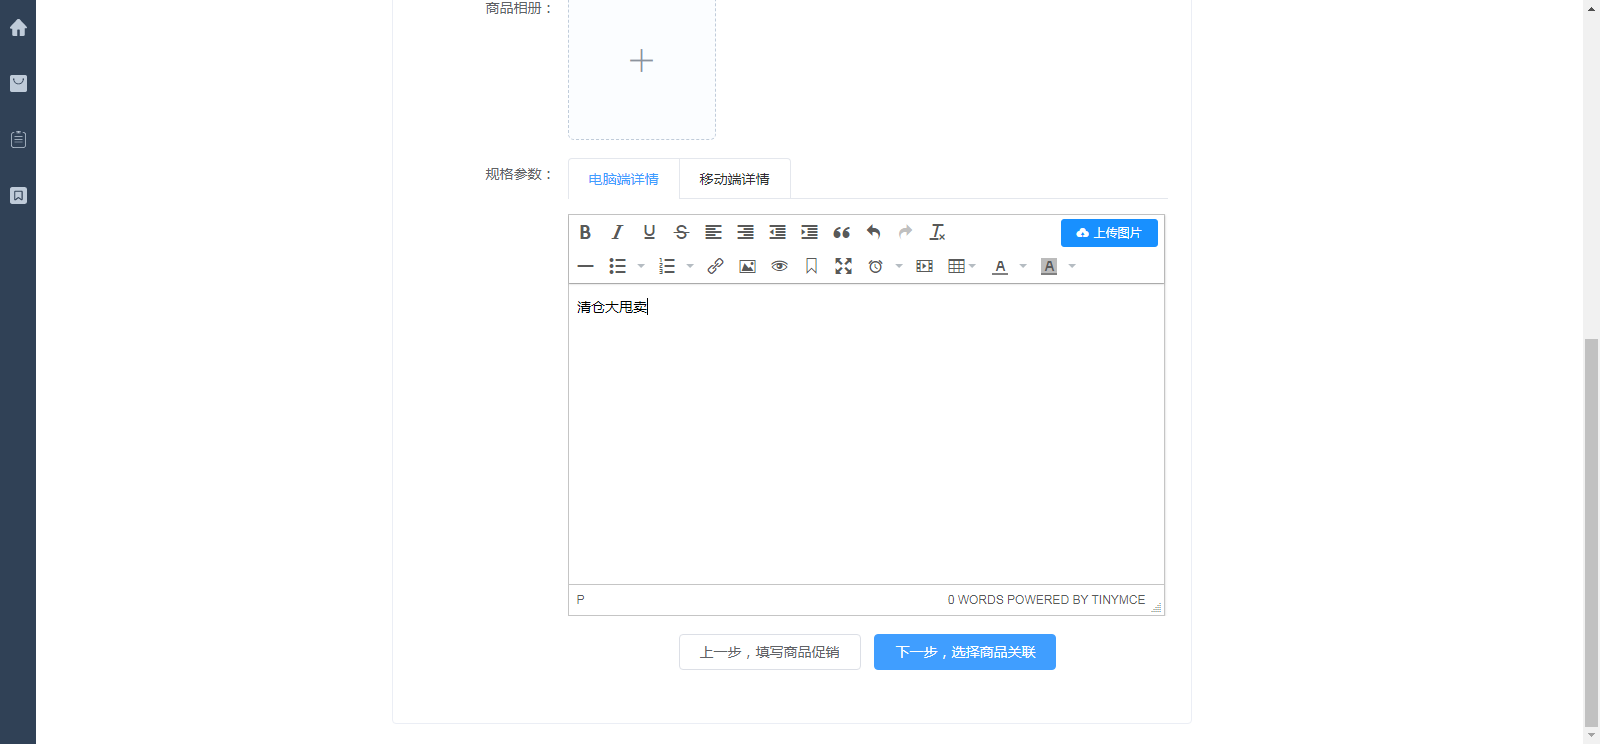 商品相册：
规格参数：
电脑端详情
移动端详情
上传图片
清仓大甩卖
P
0 WORDS POWERED BY TINYMCE
上一步，填写商品促销
下一步，选择商品关联